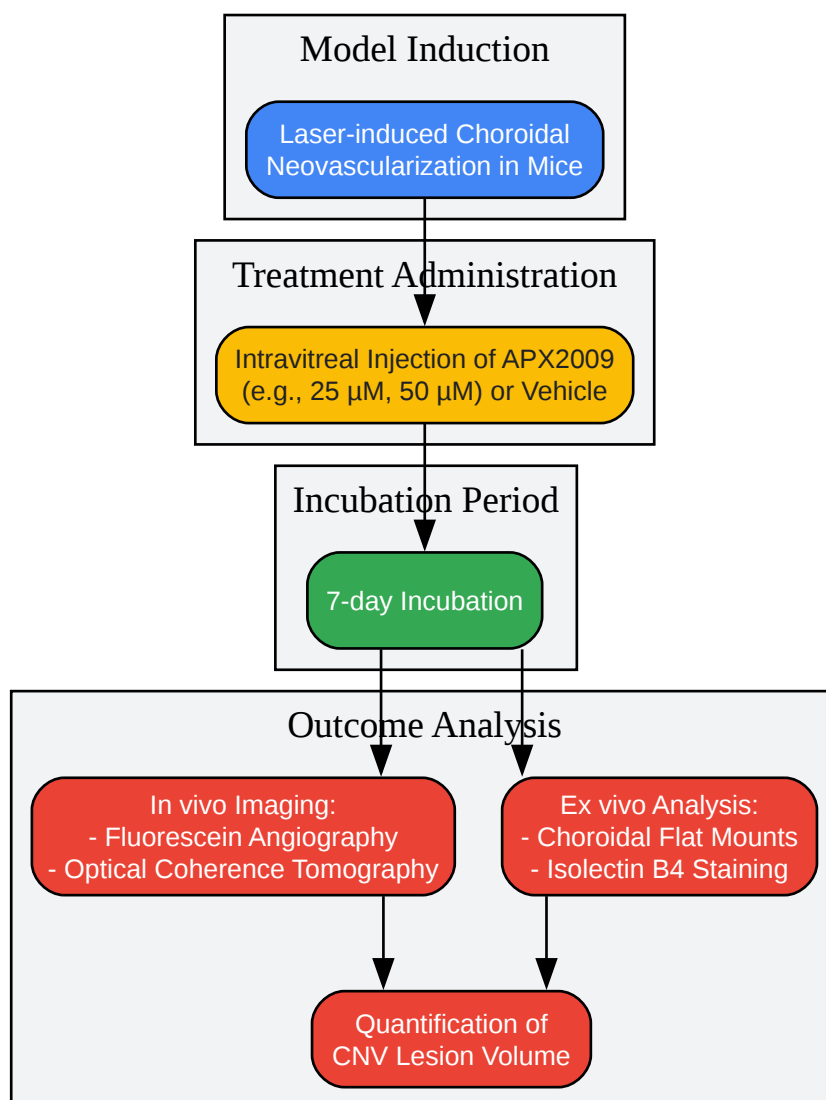 Model Induction
Laser-induced Choroidal
Neovascularization in Mice
Treatment Administration
Intravitreal Injection of APX2009
(e.g., 25 µM, 50 µM) or Vehicle
Incubation Period
7-day Incubation
Outcome Analysis
In vivo Imaging:
- Fluorescein Angiography
- Optical Coherence Tomography
Ex vivo Analysis:
- Choroidal Flat Mounts
- Isolectin B4 Staining
Quantification of
CNV Lesion Volume